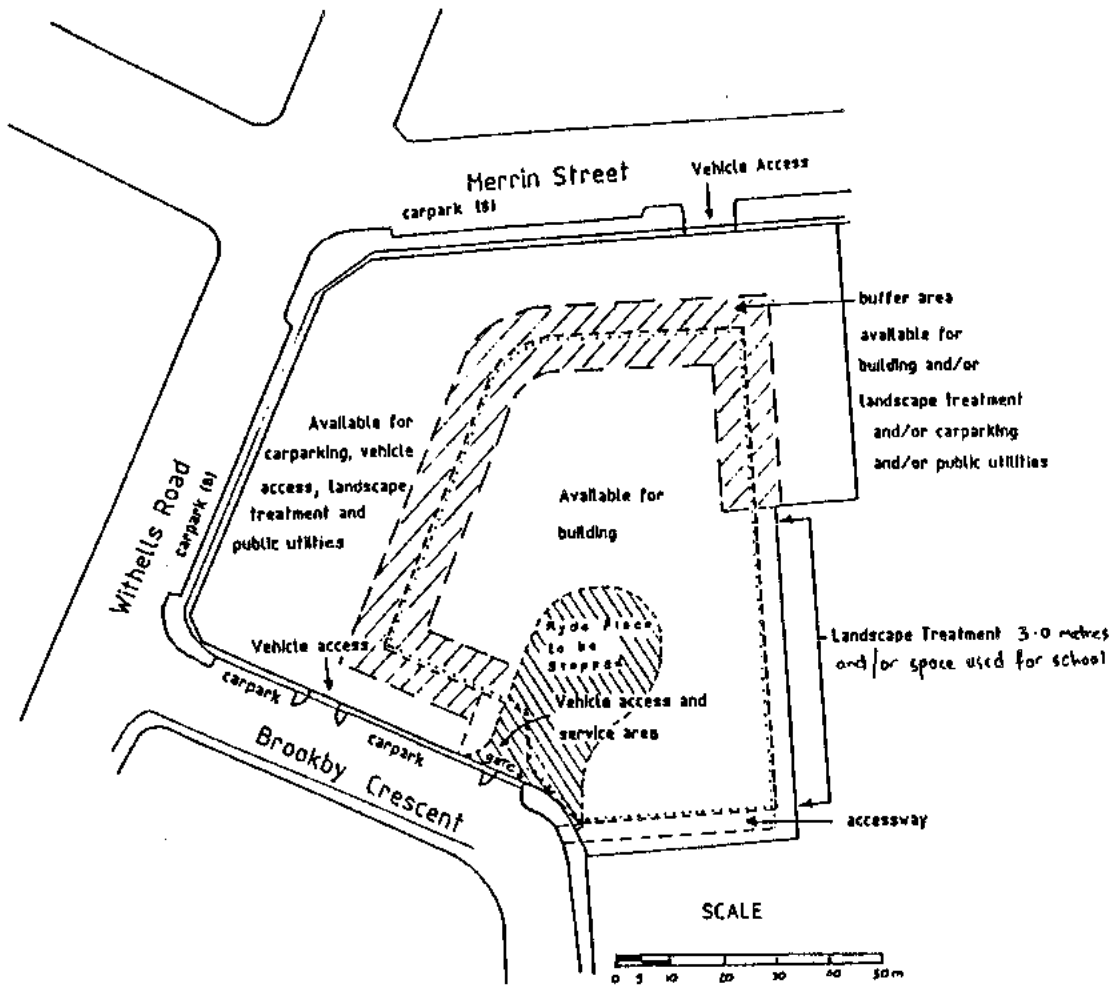 Merrin Street
Vehicle Access
carpark (8)
buffer area
available for
building and/or
landscape treatment
and/or carparking
and/or public utilities
Available for
carparking, vehicle
access, landscape
treatment and
public utilities
Withells Road
carpark (8)
Available for
building
Ryde Place
to be
Stopped
Landscape Treatment 3.0 metres
and/or space used for school
Vehicle access
Vehicle access and
service area
carpark
carpark
Brookby Crescent
accessway
SCALE
0 5 10 20 30 40 50m